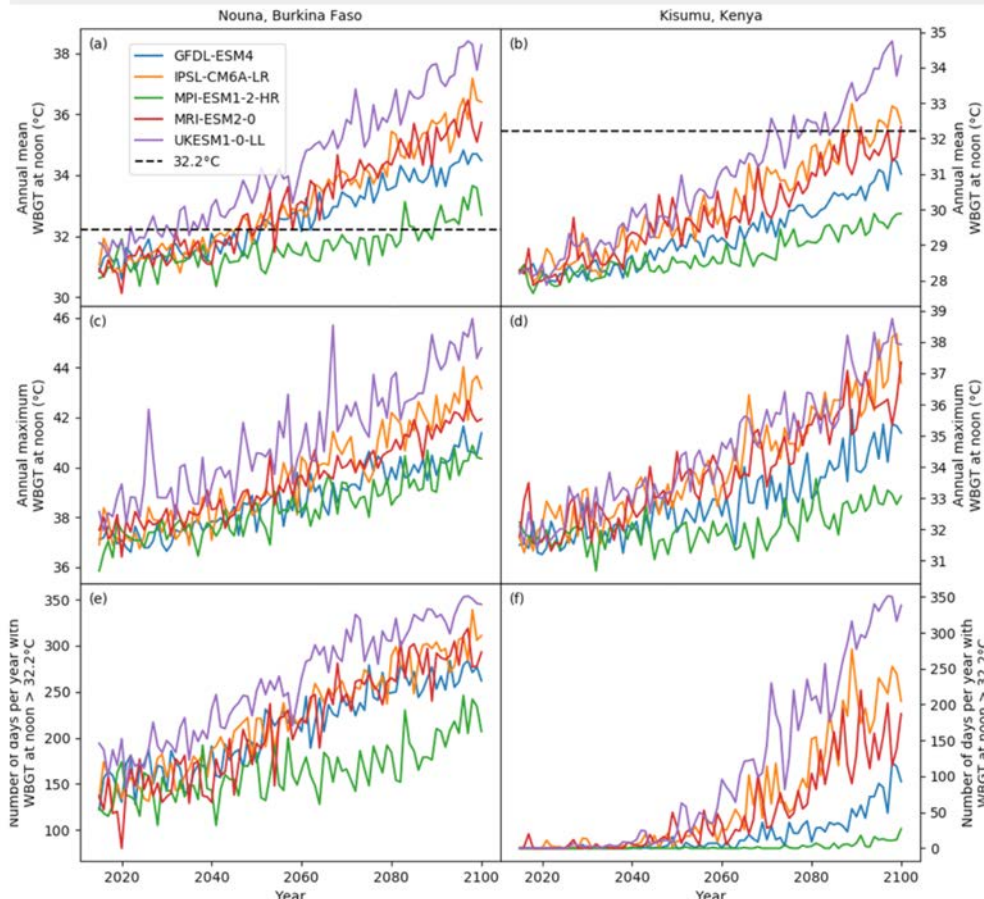 Nouna, Burkina Faso
Kisumu, Kenya
(a)
GFDL-ESM4
IPSL-CM6A-LR
MPI-ESM1-2-HR
MRI-ESM2-0
UKESM1-0-LL
32.2°C
38
36
34
32
30
Annual mean
WBGT at noon (°C)
(b)
35
34
33
32
31
30
29
28
Annual mean
WBGT at noon (°C)
(c)
46
44
42
40
38
36
Annual maximum
WBGT at noon (°C)
(d)
39
38
37
36
35
34
33
32
31
Annual maximum
WBGT at noon (°C)
(e)
350
300
250
200
150
100
Number of days per year with
WBGT at noon > 32.2°C
2020
2040
2060
2080
2100
Year
(f)
350
300
250
200
150
100
50
0
Number of days per year with
WBGT at noon > 32.2°C
2020
2040
2060
2080
2100
Year